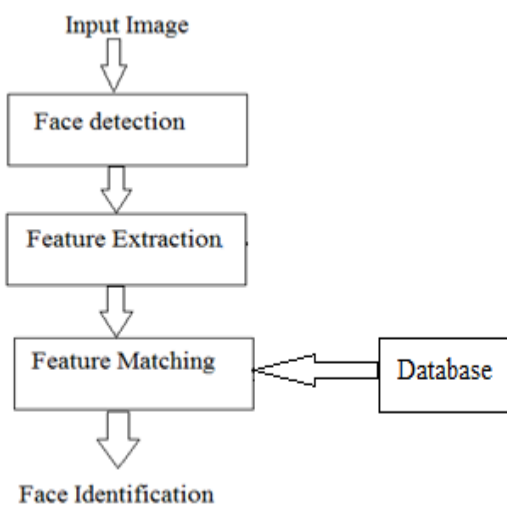 Input Image
Face detection
Feature Extraction
Feature Matching
Database
Face Identification